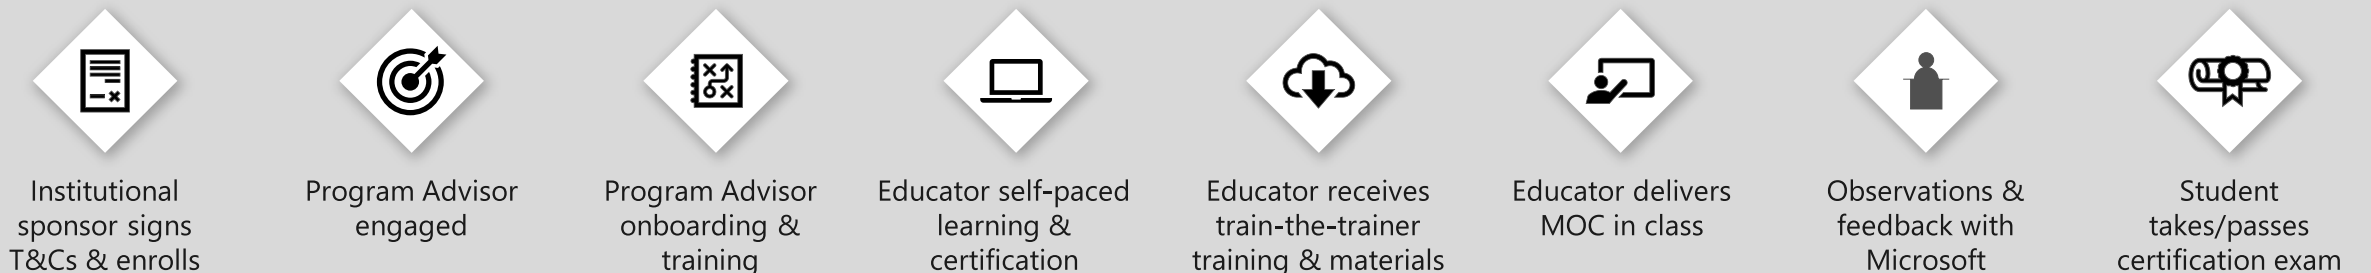 Institutional
sponsor signs
T&Cs & enrolls
Program Advisor
engaged
Program Advisor
onboarding &
training
Educator self-paced
learning &
certification
Educator receives
train-the-trainer
training & materials
Educator delivers
MOC in class
Observations &
feedback with
Microsoft
Student
takes/passes
certification exam